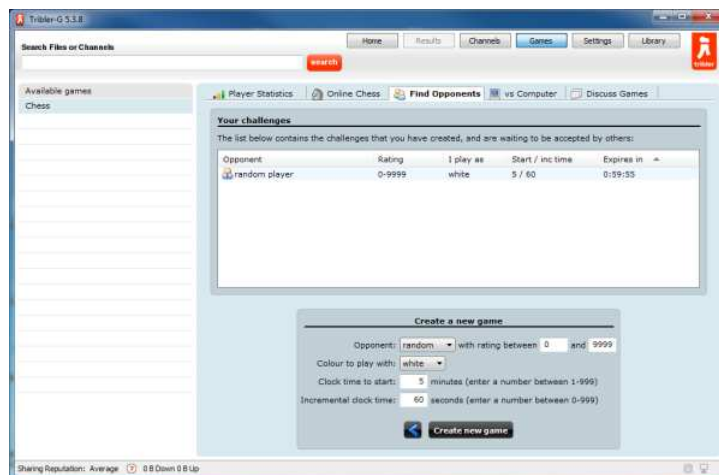 Tribler-G 5.3.8
Home Results Channels Games Settings Library
Search Files or Channels
search
tribler
Available games
Chess
Player Statistics Online Chess Find Opponents vs Computer Discuss Games
Your challenges
The list below contains the challenges that you have created, and are waiting to be accepted by others:
Opponent Rating I play as Start / inc time Expires in
random player 0-9999 white 5 / 60 0:59:55
Create a new game
Opponent: random with rating between 0 and 9999
Colour to play with: white
Clock time to start: 5 minutes (enter a number between 1-999)
Incremental clock time: 60 seconds (enter a number between 0-999)
Create new game
Sharing Reputation: Average ? 0 B Down 0 B Up